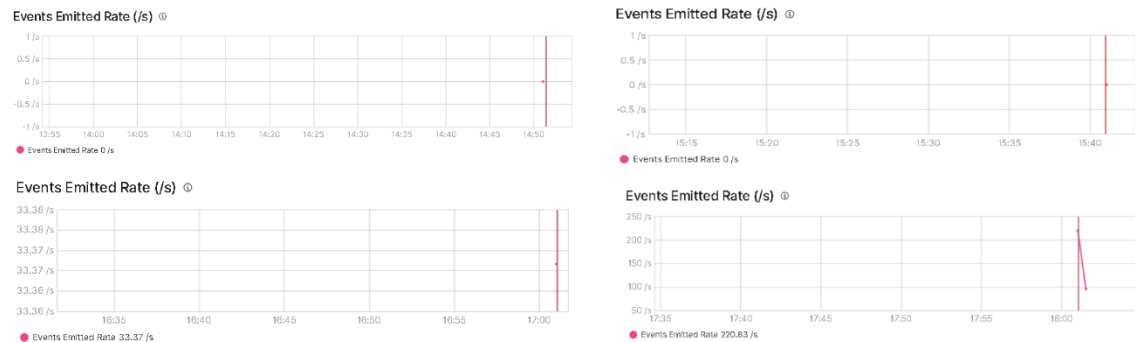 Events Emitted Rate (/s)
1 /s
0.5 /s
0 /s
-0.5 /s
-1 /s
13:55 14:00 14:05 14:10 14:15 14:20 14:25 14:30 14:35 14:40 14:45 14:50
Events Emitted Rate 0 /s
Events Emitted Rate (/s)
1 /s
0.5 /s
0 /s
-0.5 /s
-1 /s
15:15 15:20 15:25 15:30 15:35 15:40
Events Emitted Rate 0 /s
Events Emitted Rate (/s)
33.38 /s
33.38 /s
33.37 /s
33.37 /s
33.36 /s
33.36 /s
16:35 16:40 16:45 16:50 16:55 17:00
Events Emitted Rate 33.37 /s
Events Emitted Rate (/s)
250 /s
200 /s
150 /s
100 /s
50 /s
17:35 17:40 17:45 17:50 17:55 18:00
Events Emitted Rate 220.83 /s